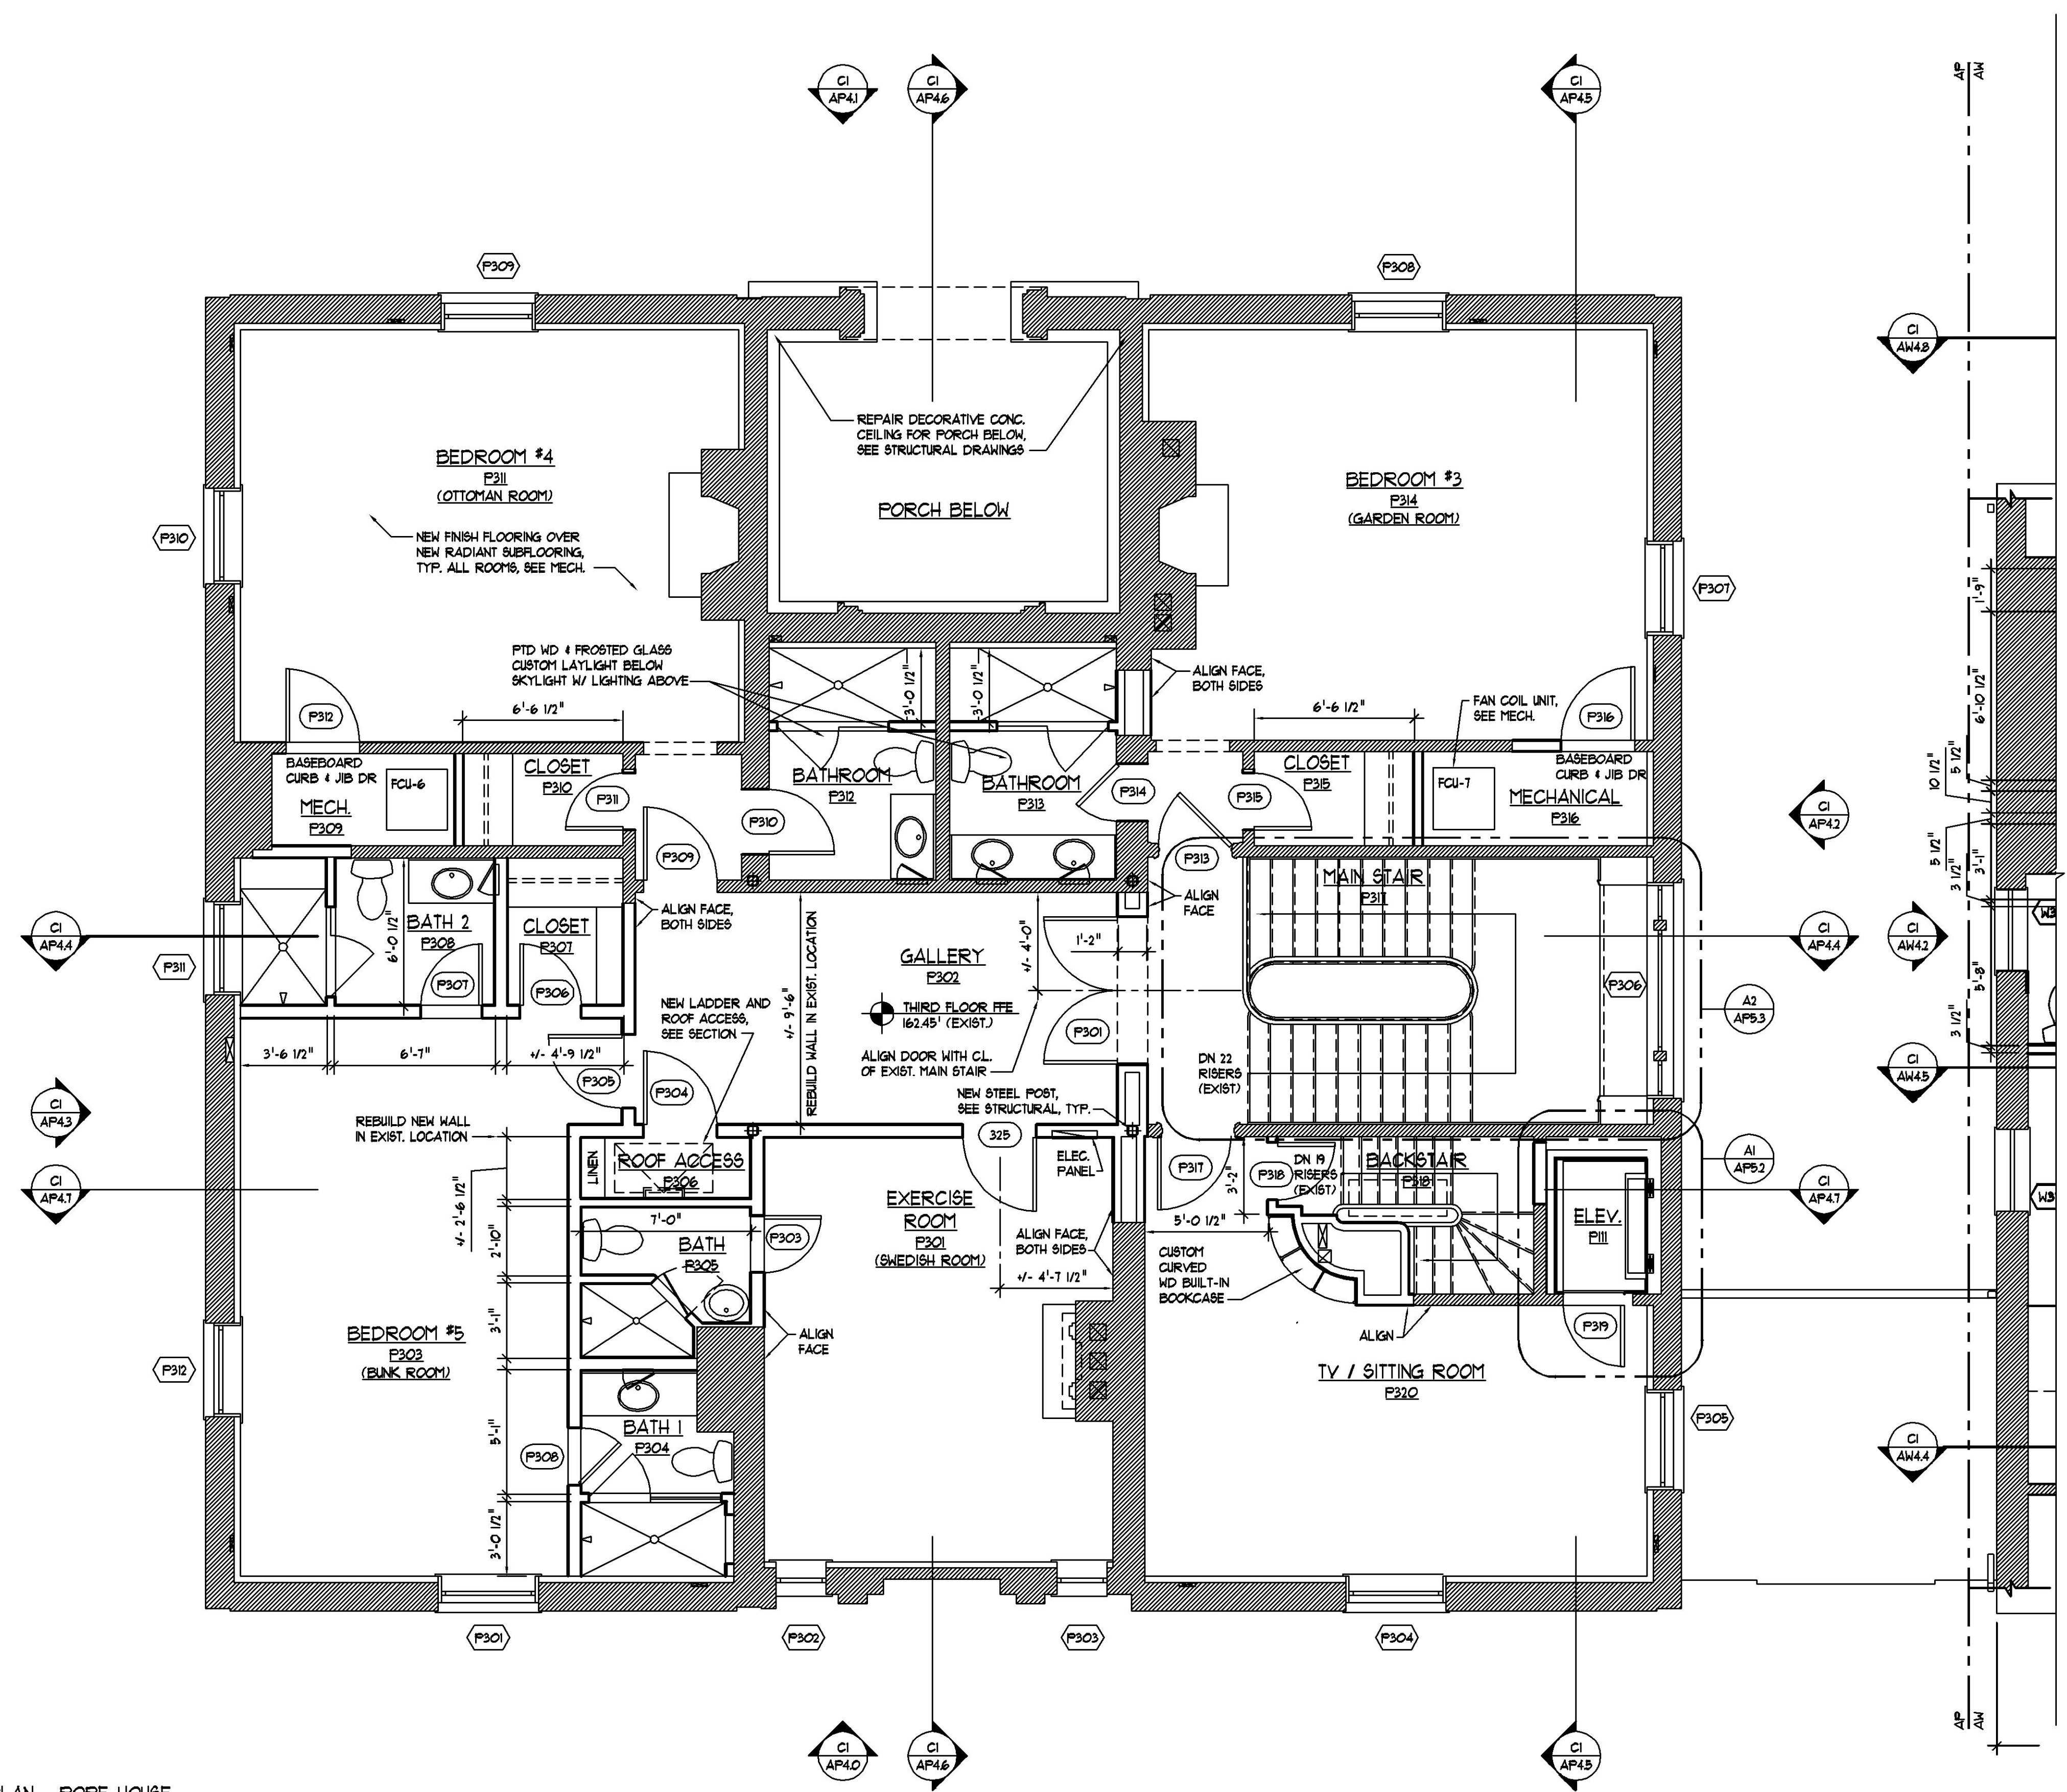 C1
AP4.1
C1
AP4.6
C1
AP4.5
AP
AW
P309
P308
C1
AW4.8
REPAIR DECORATIVE CONC.
CEILING FOR PORCH BELOW,
SEE STRUCTURAL DRAWINGS
BEDROOM #4
P311
(OTTOMAN ROOM)
BEDROOM #3
P314
(GARDEN ROOM)
PORCH BELOW
P310
NEW FINISH FLOORING OVER
NEW RADIANT SUBFLOORING,
TYP. ALL ROOMS, SEE MECH.
P307
1'-9"
PTD WD & FROSTED GLASS
CUSTOM LAYLIGHT BELOW
SKYLIGHT W/ LIGHTING ABOVE
3'-0 1/2"
3'-0 1/2"
ALIGN FACE,
BOTH SIDES
6'-6 1/2"
6'-6 1/2"
FAN COIL UNIT,
SEE MECH.
P312
P316
6'-10 1/2"
BASEBOARD
CURB & JIB DR
FCU-6
MECH.
P309
CLOSET
P310
P311
BATHROOM
P312
BATHROOM
P313
P314
CLOSET
P315
P315
BASEBOARD
CURB & JIB DR
FCU-7
MECHANICAL
P316
10 1/2"
5 1/2"
C1
AP4.2
P310
P309
P313
5 1/2"
3 1/2"
3'-1"
MAIN STAIR
P317
ALIGN
FACE
ALIGN FACE,
BOTH SIDES
BATH 2
P308
6'-0 1/2"
CLOSET
P307
C1
AP4.4
P311
P307
P306
REBUILD WALL IN EXIST. LOCATION
+/- 9'-6"
GALLERY
P302
+/- 4'-0"
1'-2"
C1
AP4.4
C1
AW4.2
W3
P306
5'-8"
3 1/2"
THIRD FLOOR FFE
162.45' (EXIST.)
P301
A2
AP5.3
NEW LADDER AND
ROOF ACCESS,
SEE SECTION
3'-6 1/2"
6'-7"
+/- 4'-9 1/2"
ALIGN DOOR WITH C.L.
OF EXIST. MAIN STAIR
DN 22
RISERS
(EXIST)
C1
AW4.5
P305
P304
NEW STEEL POST,
SEE STRUCTURAL, TYP.
C1
AP4.3
REBUILD NEW WALL
IN EXIST. LOCATION
325
ELEC.
PANEL
P317
P318
DN 19
RISERS
(EXIST)
BACKSTAIR
P318
A1
AP5.2
LINEN
ROOF ACCESS
P306
3'-2"
C1
AP4.7
C1
AP4.7
W3
EXERCISE
ROOM
P301
(SWEDISH ROOM)
+/- 2'-6 1/2"
7'-0"
2'-10"
BATH
P305
P303
ALIGN FACE,
BOTH SIDES
5'-0 1/2"
ELEV.
P111
CUSTOM
CURVED
WD BUILT-IN
BOOKCASE
+/- 4'-7 1/2"
3'-1"
ALIGN
FACE
ALIGN
P319
BEDROOM #5
P303
(BUNK ROOM)
P312
TV / SITTING ROOM
P320
P305
BATH 1
P304
5'-1"
P308
C1
AW4.4
3'-0 1/2"
P301
P302
P303
P304
AP
AW
C1
AP4.0
C1
AP4.6
C1
AP4.5